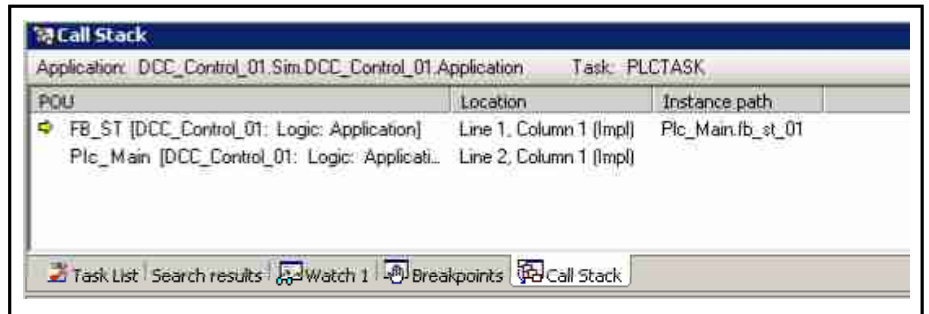 Call Stack
Application: DCC_Control_01.Sim.DCC_Control_01.Application Task: PLCTASK
POU Location Instance path
FB_ST [DCC_Control_01: Logic: Application] Line 1, Column 1 (Impl) Plc_Main.fb_st_01
Plc_Main [DCC_Control_01: Logic: Applicati... Line 2, Column 1 (Impl)
Task List Search results Watch 1 Breakpoints Call Stack